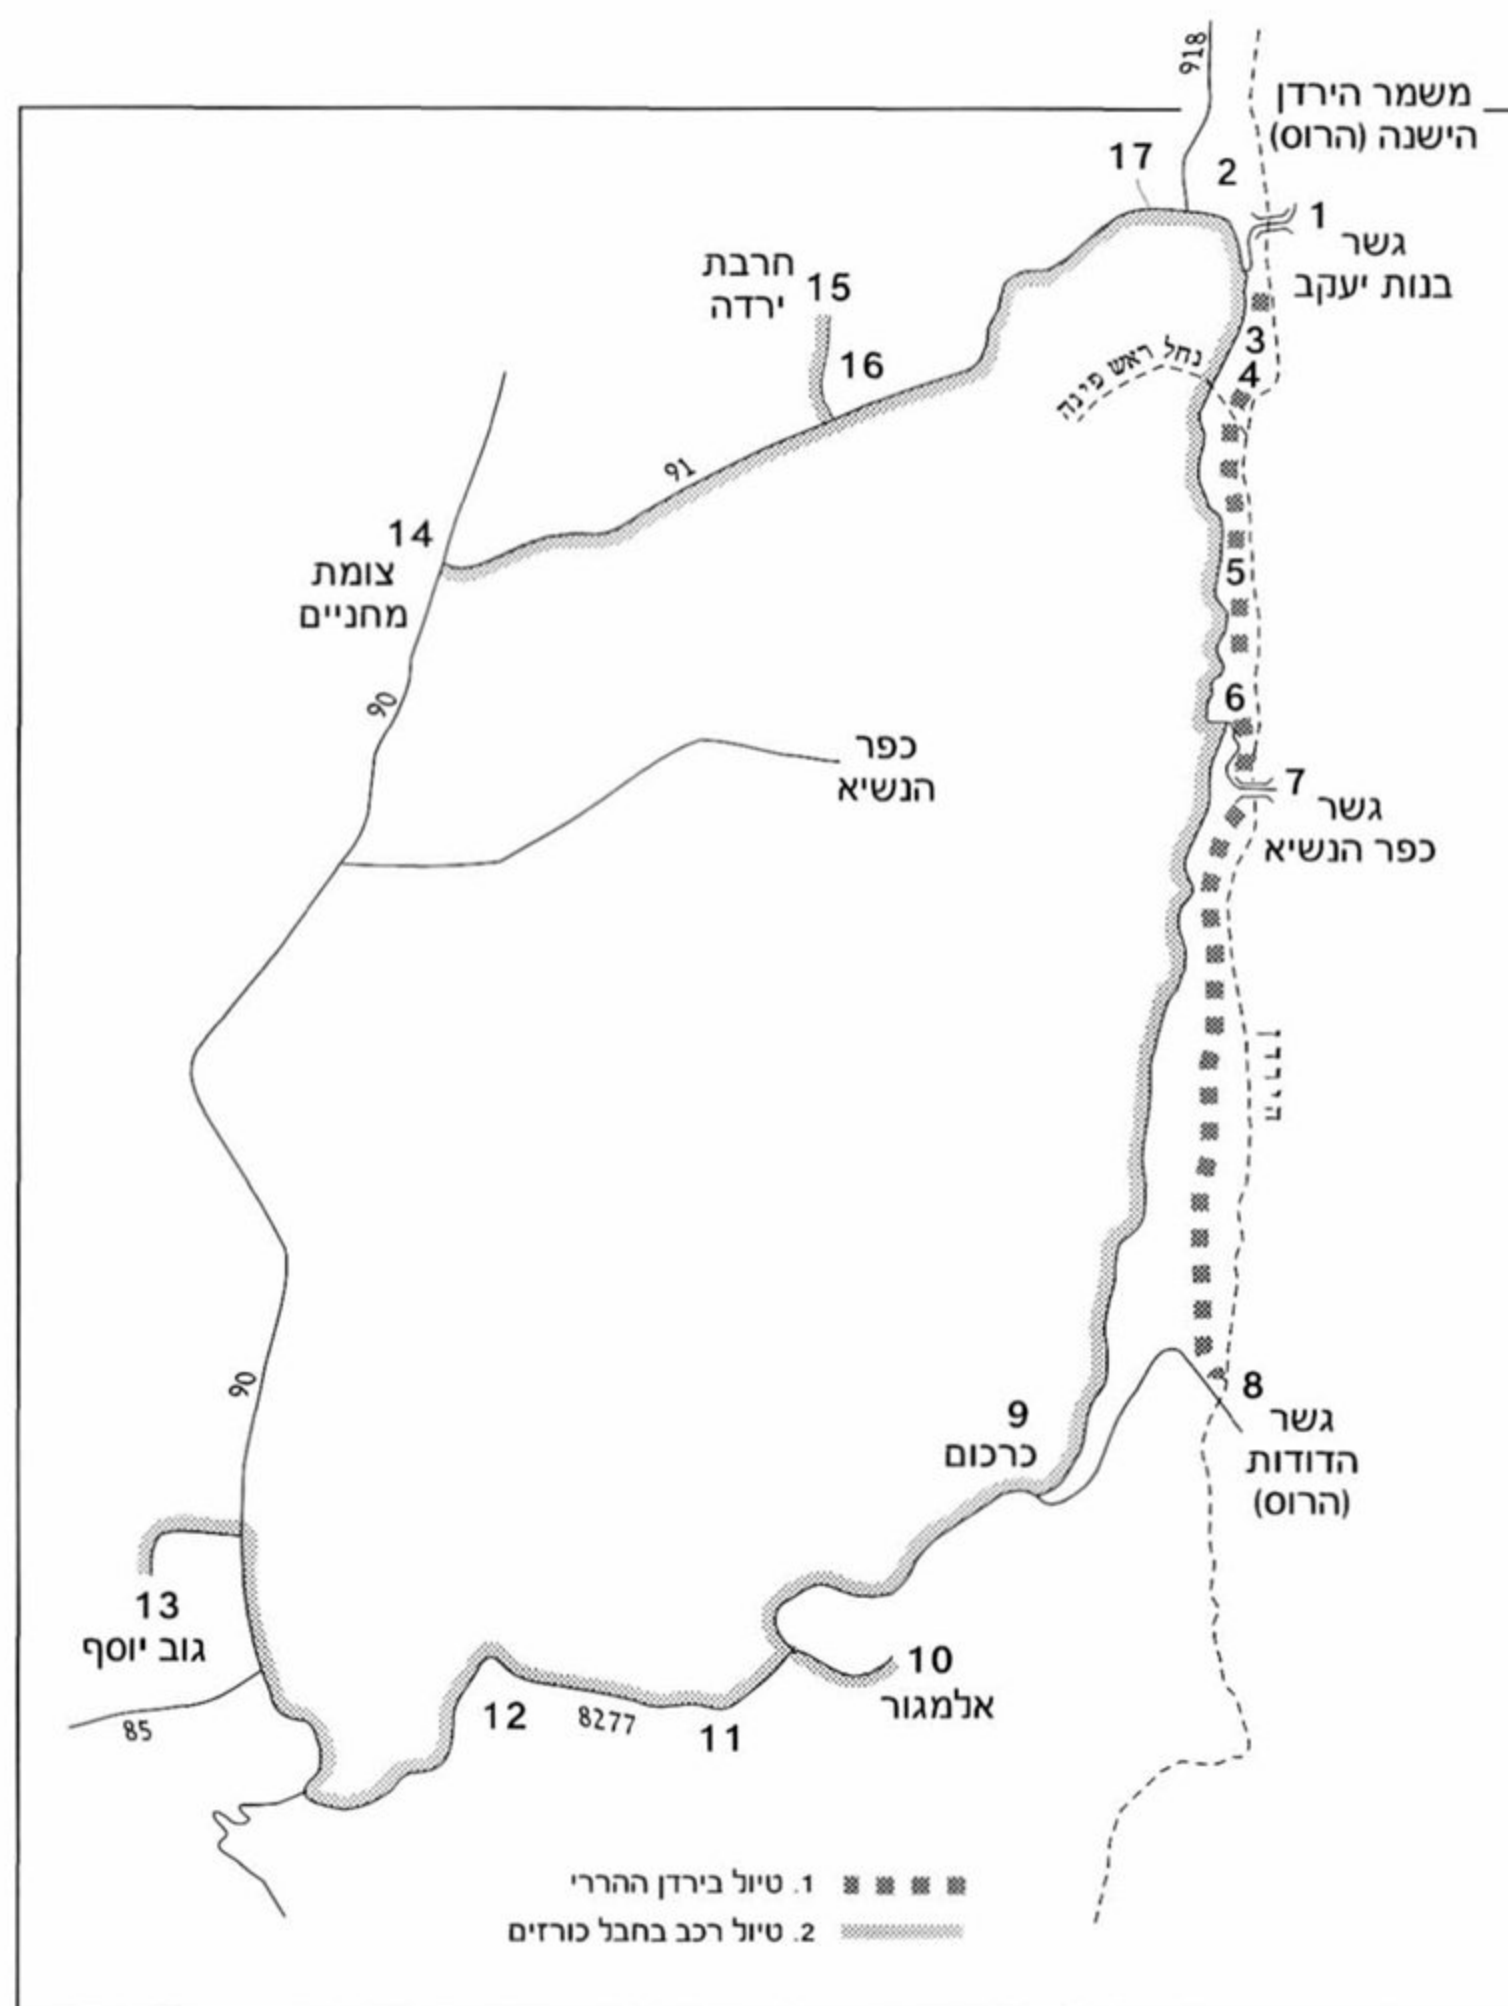 918
משמר הירדן
הישנה (הרוס)
17
2
1
גשר
בנות יעקב
חרבת
ירדה
15
16
3
4
נחל ראש פינה
91
14
צומת
מחניים
5
90
6
כפר
הנשיא
7
גשר
כפר הנשיא
הירדן
90
8
גשר
הדודות
(הרוס)
9
כרכום
13
גוב יוסף
10
אלמגור
85
12
8277
11
1. טיול בירדן ההררי
2. טיול רכב בחבל כורזים